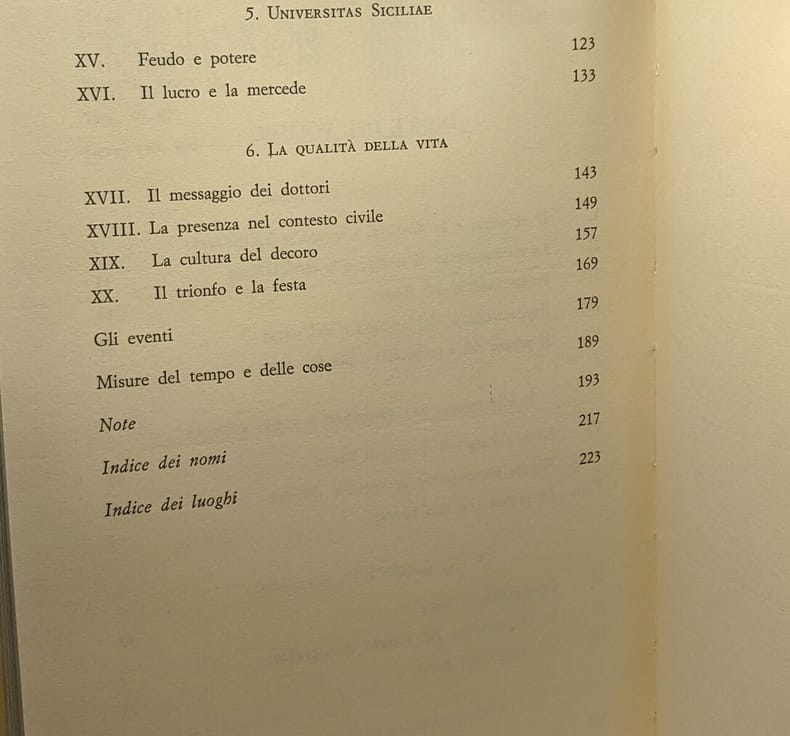 5. Universitas Siciliae
XV. Feudo e potere 123
XVI. Il lucro e la mercede 133
6. La qualità della vita
XVII. Il messaggio dei dottori 143
XVIII. La presenza nel contesto civile 149
XIX. La cultura del decoro 157
XX. Il trionfo e la festa 169
Gli eventi 179
Misure del tempo e delle cose 189
Note 193
Indice dei nomi 217
Indice dei luoghi 223